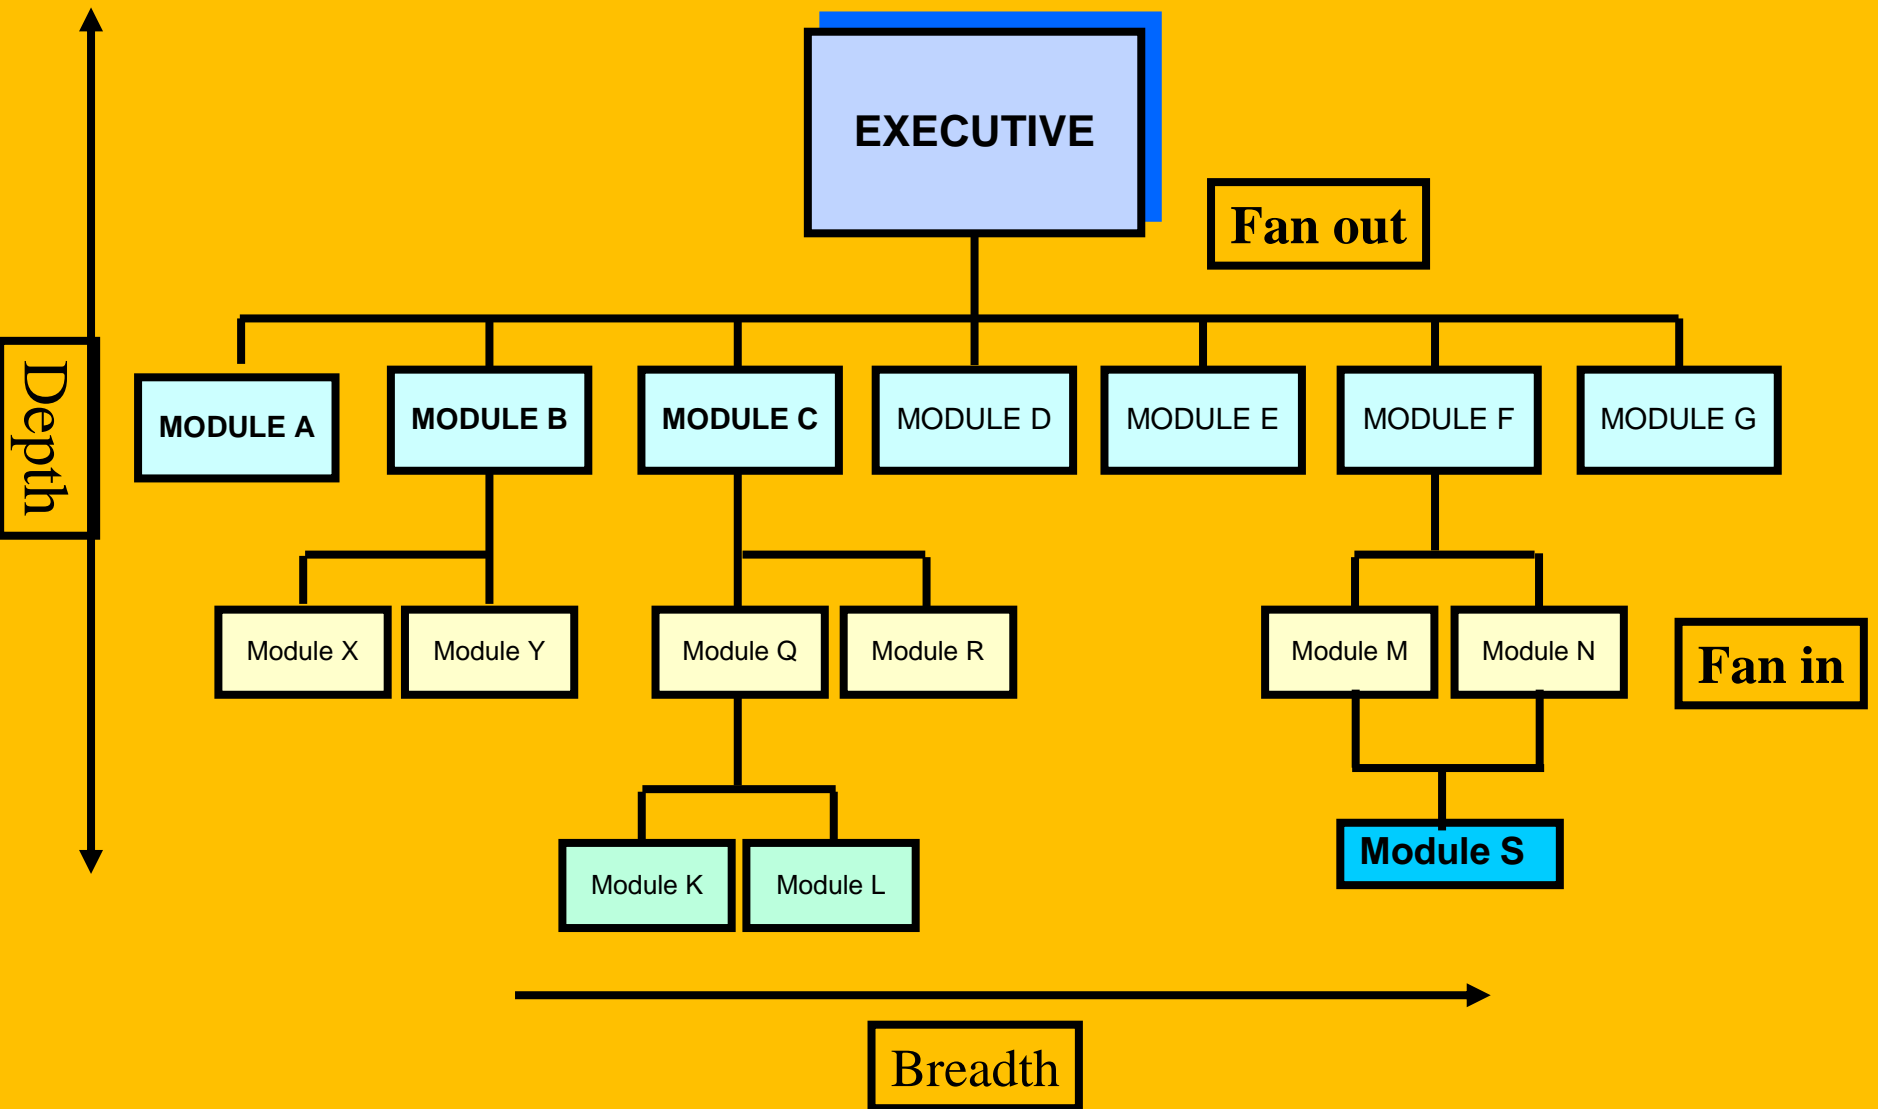 EXECUTIVE
Fan out
Depth
MODULE A
MODULE B
MODULE C
MODULE D
MODULE E
MODULE F
MODULE G
Module X
Module Y
Module Q
Module R
Module M
Module N
Fan in
Module K
Module L
Module S
Breadth